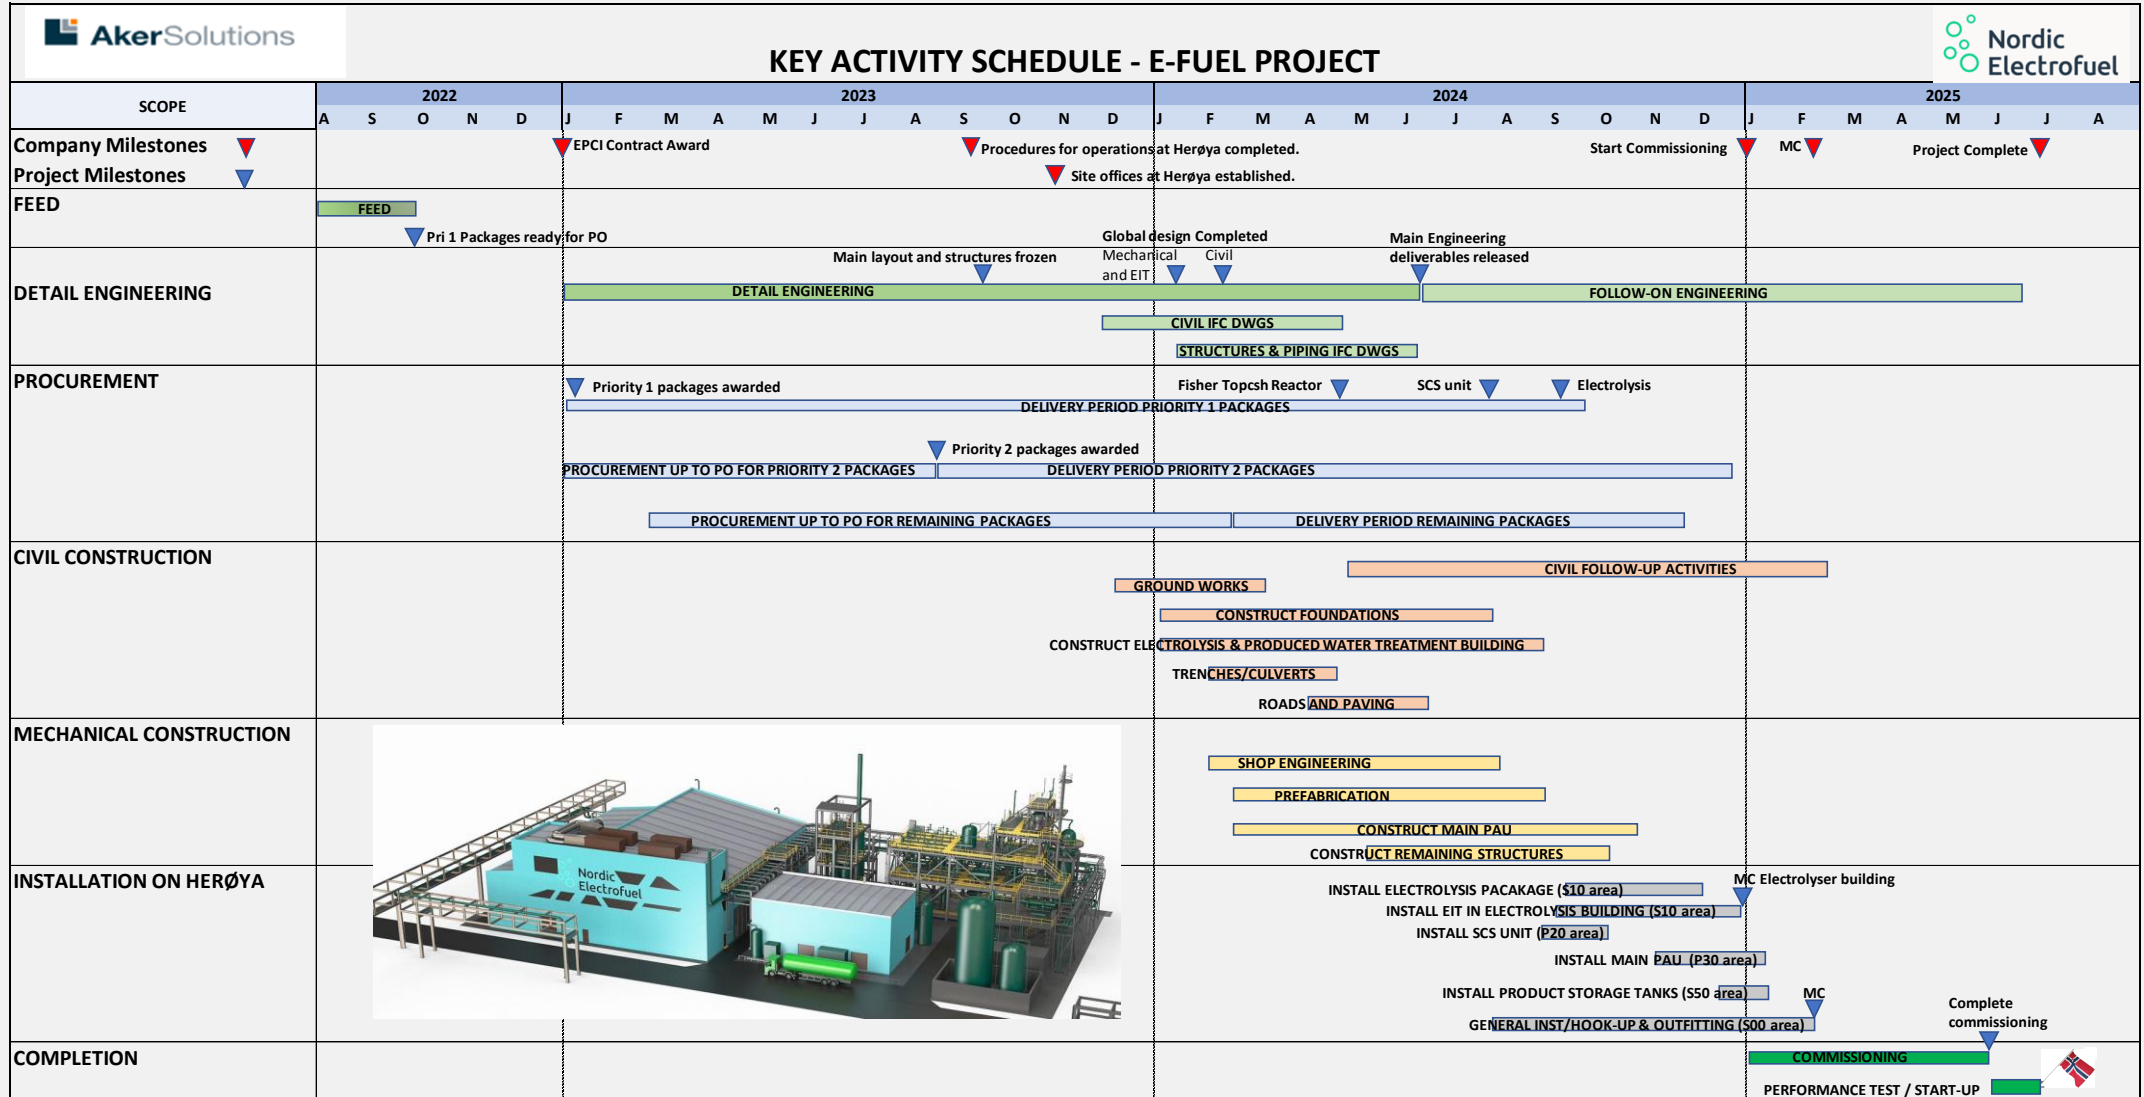 AkerSolutions
KEY ACTIVITY SCHEDULE - E-FUEL PROJECT
Nordic
Electrofuel
SCOPE
2022 2023 2024 2025
A S O N D J F M A M J J A S O N D J F M A M J J A S O N D J F M A M J J A
Company Milestones
EPCI Contract Award
Procedures for operations at Herøya completed.
Start Commissioning
MC
Project Complete
Project Milestones
Site offices at Herøya established.
FEED
FEED
Pri 1 Packages ready for PO
Global design Completed
Main Engineering
deliverables released
Main layout and structures frozen
Mechanical
and EIT
Civil
DETAIL ENGINEERING
DETAIL ENGINEERING
FOLLOW-ON ENGINEERING
CIVIL IFC DWGS
STRUCTURES & PIPING IFC DWGS
PROCUREMENT
Priority 1 packages awarded
Fisher Topcsh Reactor
SCS unit
Electrolysis
DELIVERY PERIOD PRIORITY 1 PACKAGES
Priority 2 packages awarded
PROCUREMENT UP TO PO FOR PRIORITY 2 PACKAGES
DELIVERY PERIOD PRIORITY 2 PACKAGES
PROCUREMENT UP TO PO FOR REMAINING PACKAGES
DELIVERY PERIOD REMAINING PACKAGES
CIVIL CONSTRUCTION
CIVIL FOLLOW-UP ACTIVITIES
GROUND WORKS
CONSTRUCT FOUNDATIONS
CONSTRUCT ELECTROLYSIS & PRODUCED WATER TREATMENT BUILDING
TRENCHES/CULVERTS
ROADS AND PAVING
MECHANICAL CONSTRUCTION
SHOP ENGINEERING
PREFABRICATION
CONSTRUCT MAIN PAU
CONSTRUCT REMAINING STRUCTURES
Nordic
Electrofuel
INSTALLATION ON HERØYA
MC Electrolyser building
INSTALL ELECTROLYSIS PACAKAGE (S10 area)
INSTALL EIT IN ELECTROLYSIS BUILDING (S10 area)
INSTALL SCS UNIT (P20 area)
INSTALL MAIN PAU (P30 area)
INSTALL PRODUCT STORAGE TANKS (S50 area)
MC
Complete
commissioning
GENERAL INST/HOOK-UP & OUTFITTING (S00 area)
COMPLETION
COMMISSIONING
PERFORMANCE TEST / START-UP